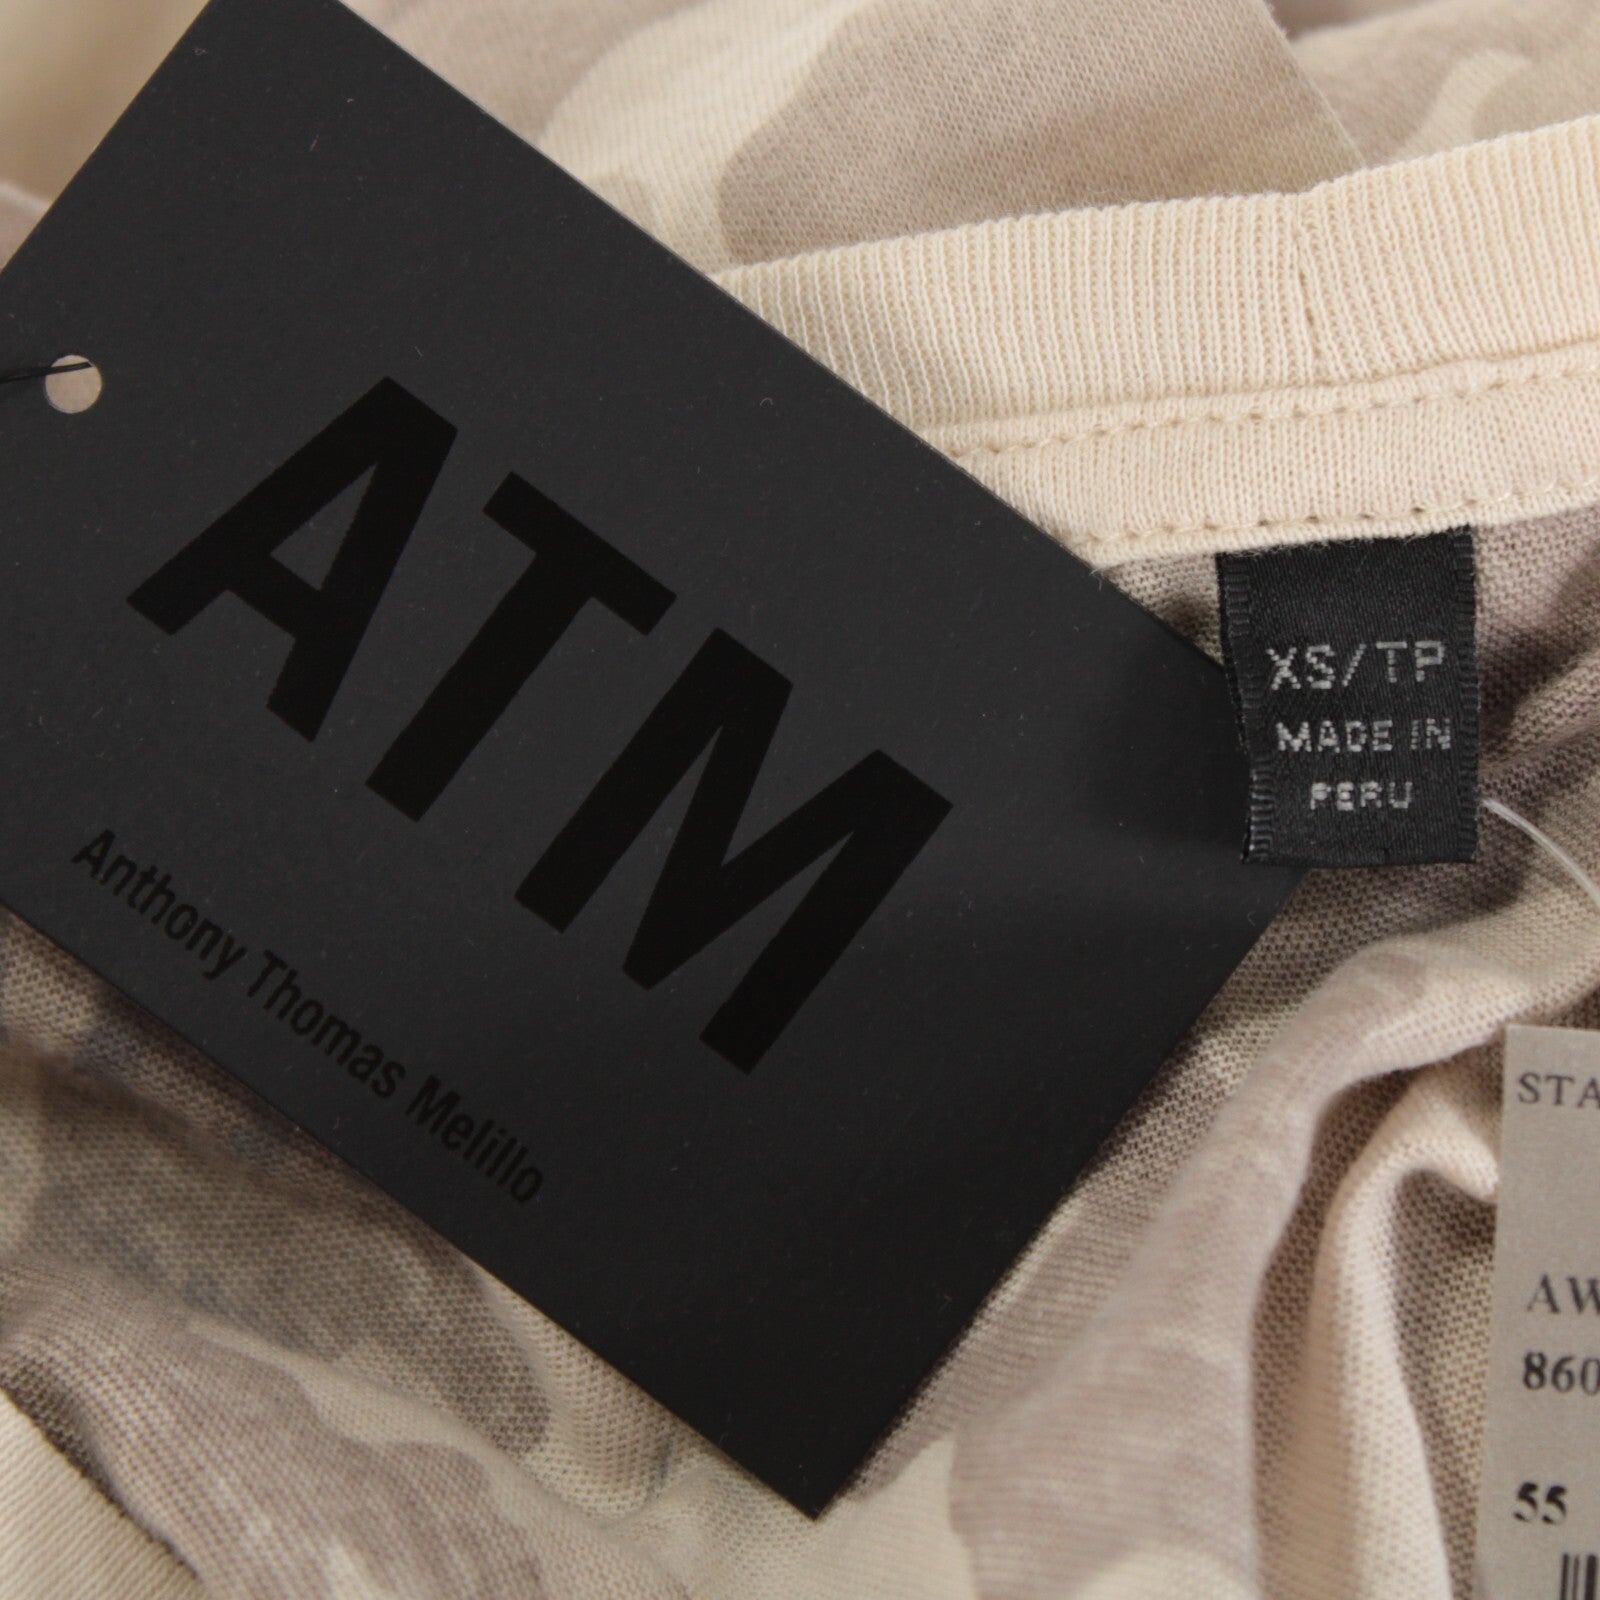 ATM
Anthony Thomas Melillo
XS/TP
MADE IN
PERU
STA
AW
860
55